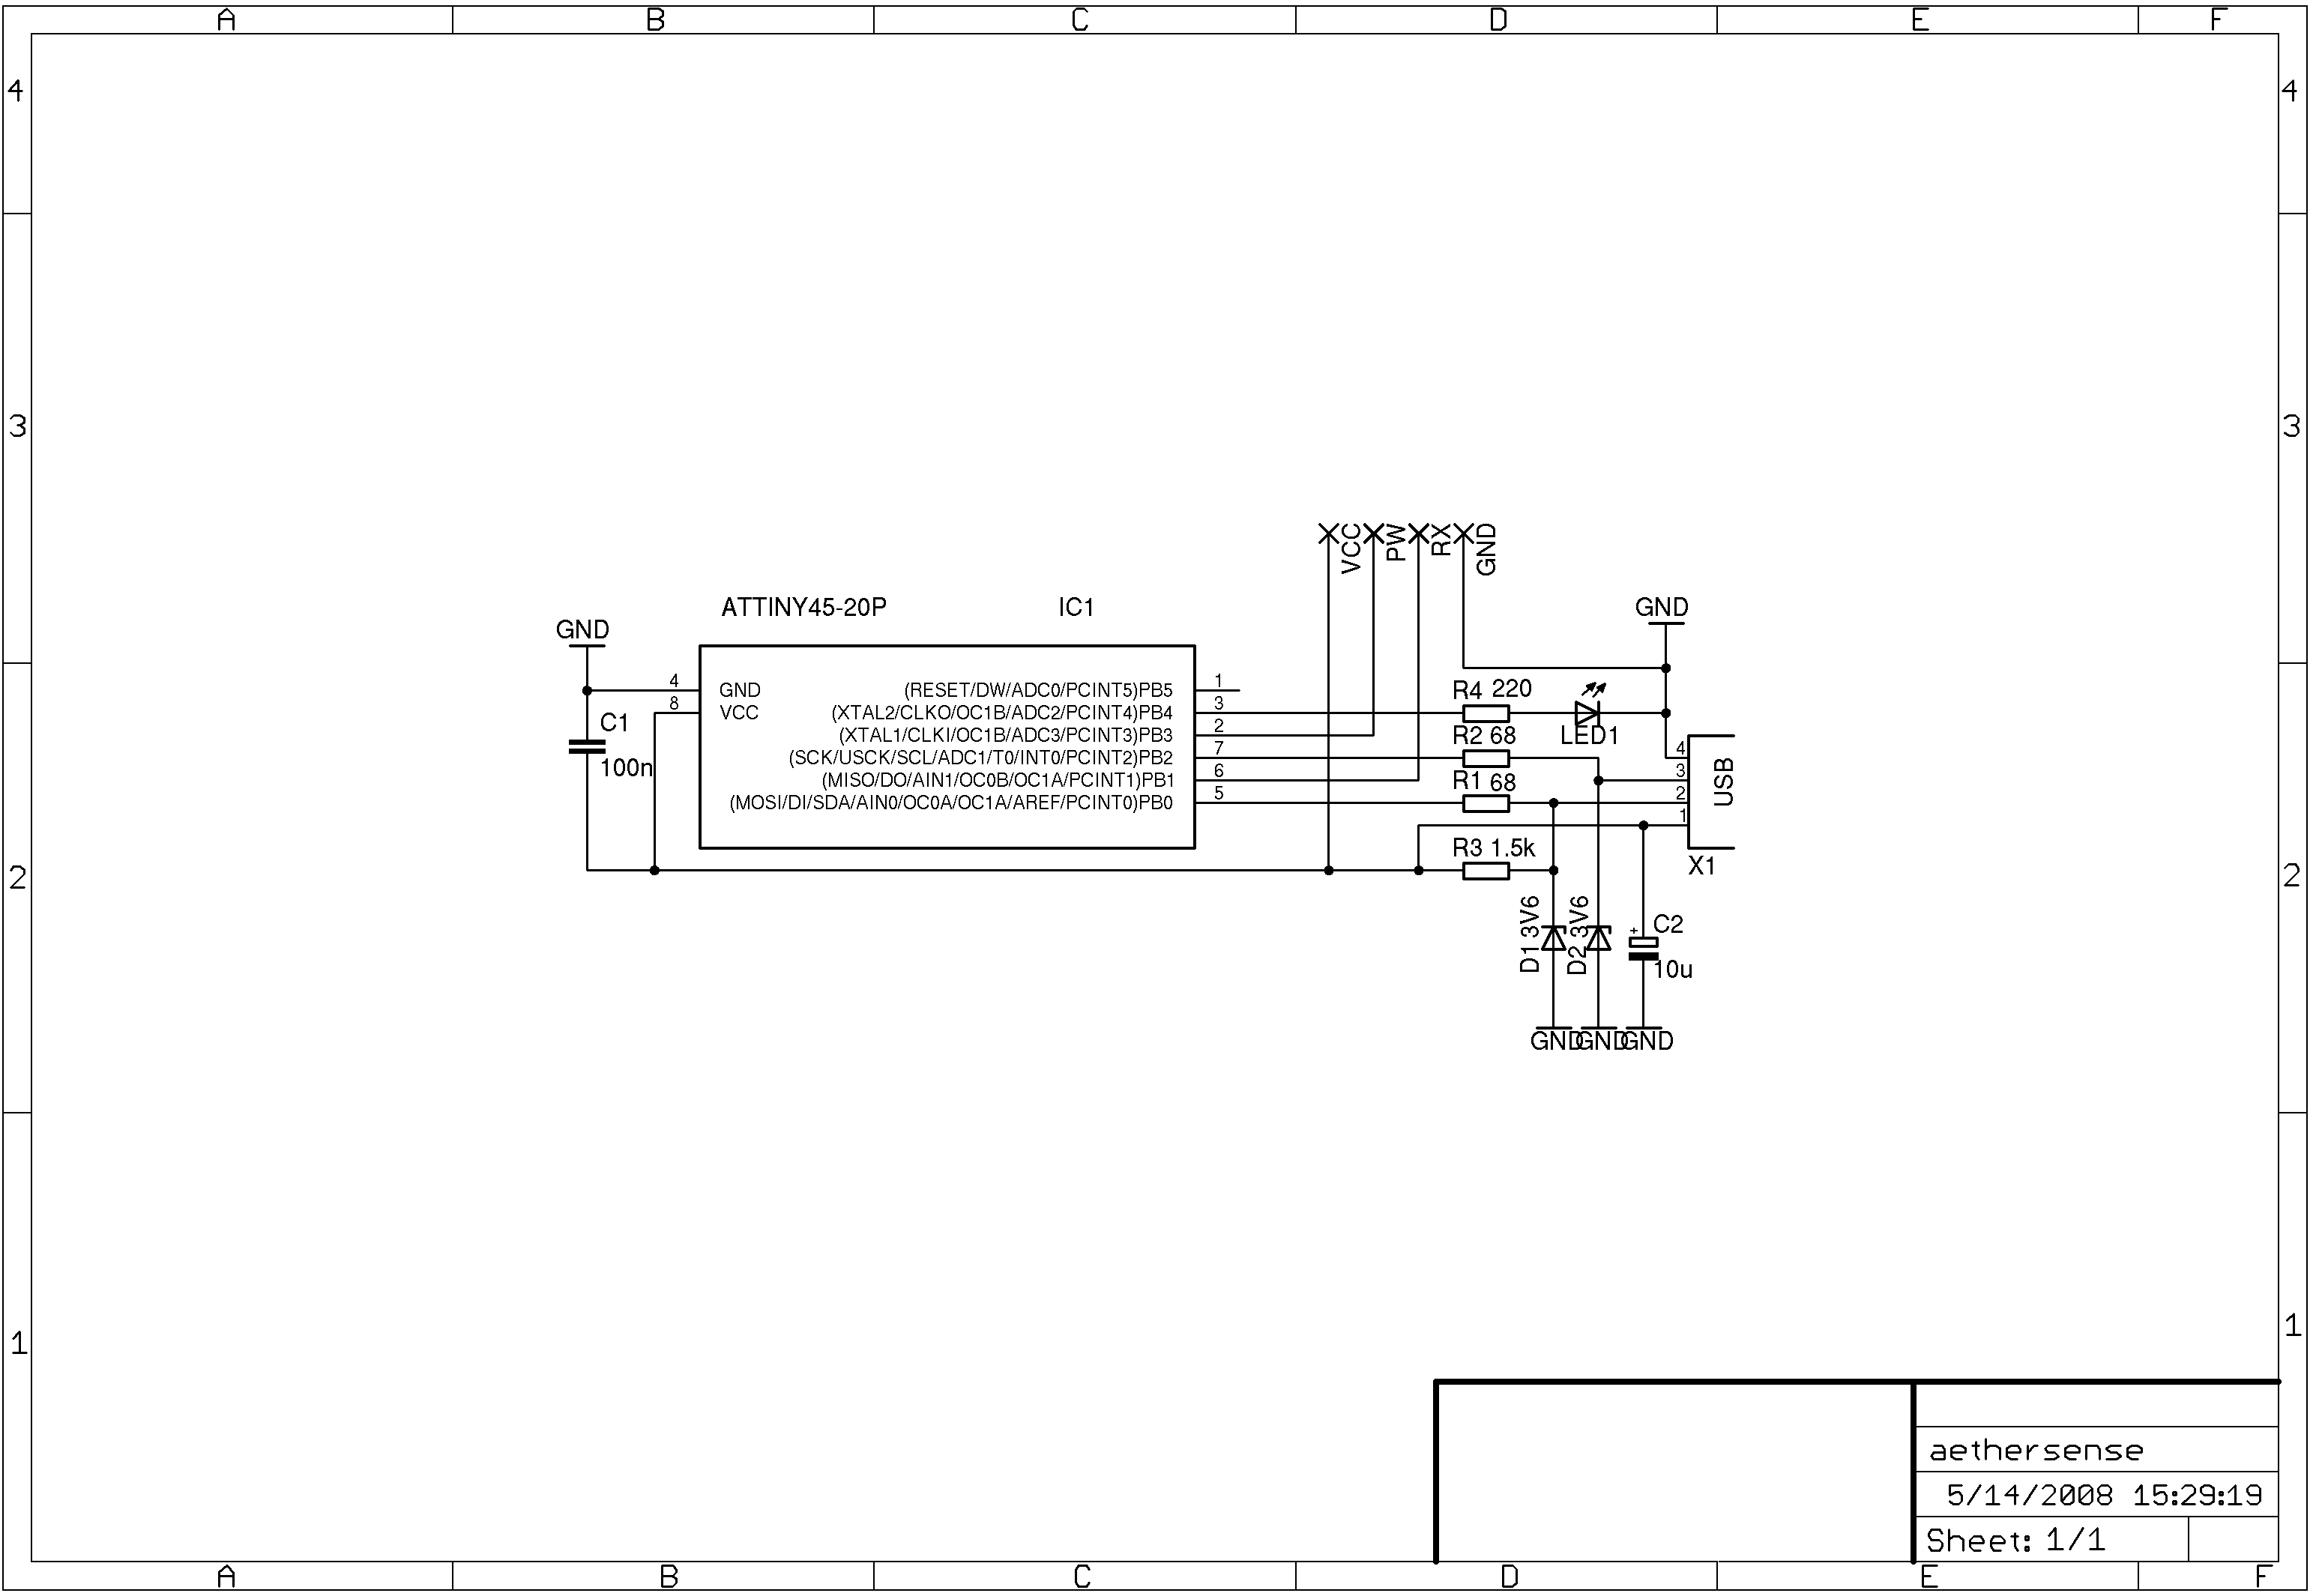 A B C D E F
4 4
3 3
VCC PW RX GND
ATTINY45-20P IC1 GND
GND
4 GND (RESET/DW/ADC0/PCINT5)PB5 1 R4 220
8 VCC (XTAL2/CLKO/OC1B/ADC2/PCINT4)PB4 3
C1 (XTAL1/CLKI/OC1B/ADC3/PCINT3)PB3 2 R2 68 LED1 4
(SCK/USCK/SCL/ADC1/T0/INT0/PCINT2)PB2 7
100n (MISO/DO/AIN1/OC0B/OC1A/PCINT1)PB1 6 R1 68 3 USB
(MOSI/DI/SDA/AIN0/OC0A/OC1A/AREF/PCINT0)PB0 5 2
1
R3 1.5k
X1
2 2
D1 3V6 D2 3V6 + C2
10u
GND GND GND
1 1
aethersense
5/14/2008 15:29:19
Sheet: 1/1
A B C D E F